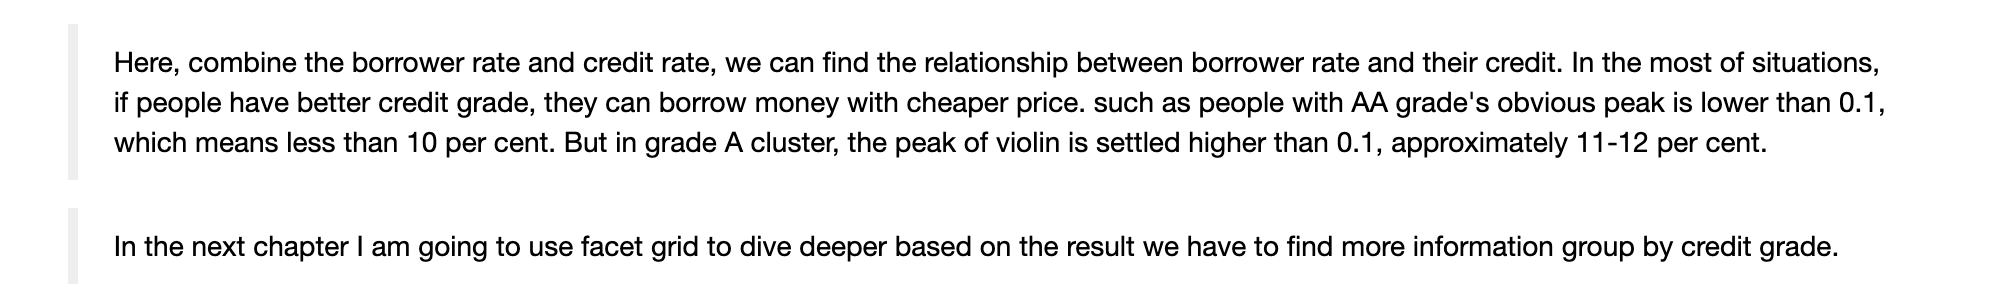 Here, combine the borrower rate and credit rate, we can find the relationship between borrower rate and their credit. In the most of situations,
if people have better credit grade, they can borrow money with cheaper price. such as people with AA grade's obvious peak is lower than 0.1,
which means less than 10 per cent. But in grade A cluster, the peak of violin is settled higher than 0.1, approximately 11-12 per cent.
In the next chapter I am going to use facet grid to dive deeper based on the result we have to find more information group by credit grade.